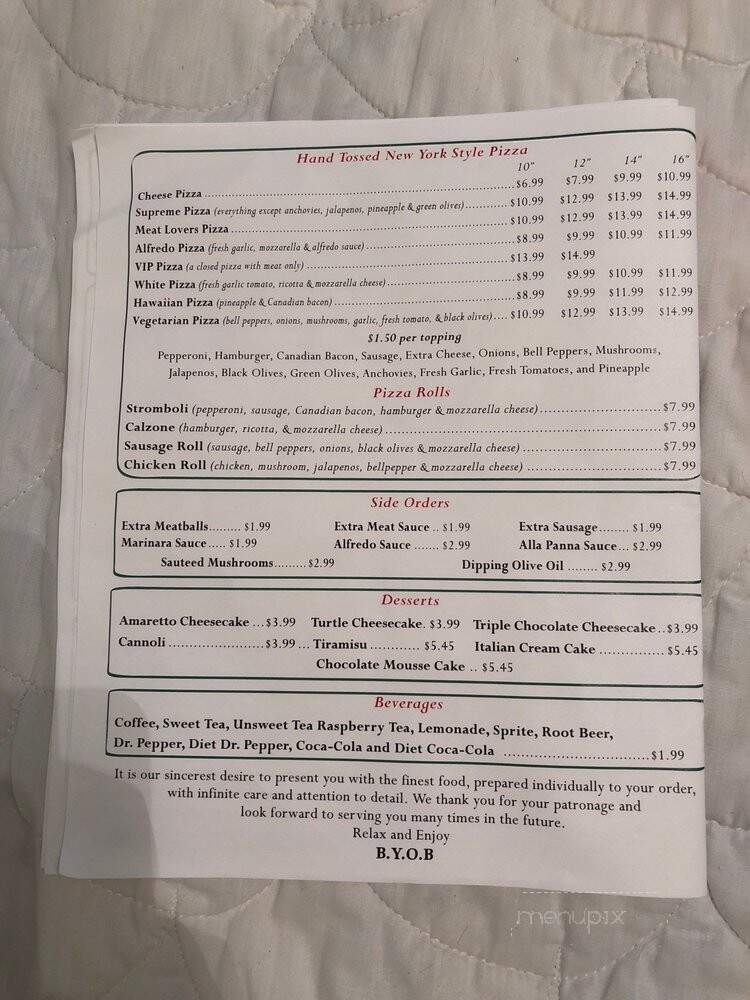 Hand Tossed New York Style Pizza
10" 12" 14" 16"
Cheese Pizza ........ $6.99 $7.99 $9.99 $10.99
Supreme Pizza (everything except anchovies, jalapenos, pineapple & green olives) ........ $10.99 $12.99 $13.99 $14.99
Meat Lovers Pizza ........ $10.99 $12.99 $13.99 $14.99
Alfredo Pizza (fresh garlic, mozzarella & alfredo sauce) ........ $8.99 $9.99 $10.99 $11.99
VIP Pizza (a closed pizza with meat only) ........ $13.99 $14.99
White Pizza (fresh garlic tomato, ricotta & mozzarella cheese) ........ $8.99 $9.99 $10.99 $11.99
Hawaiian Pizza (pineapple & Canadian bacon) ........ $8.99 $9.99 $11.99 $12.99
Vegetarian Pizza (bell peppers, onions, mushrooms, garlic, fresh tomato, & black olives) .... $10.99 $12.99 $13.99 $14.99
$1.50 per topping
Pepperoni, Hamburger, Canadian Bacon, Sausage, Extra Cheese, Onions, Bell Peppers, Mushrooms,
Jalapenos, Black Olives, Green Olives, Anchovies, Fresh Garlic, Fresh Tomatoes, and Pineapple
Pizza Rolls
Stromboli (pepperoni, sausage, Canadian bacon, hamburger & mozzarella cheese) ........ $7.99
Calzone (hamburger, ricotta, & mozzarella cheese) ........ $7.99
Sausage Roll (sausage, bell peppers, onions, black olives & mozzarella cheese) ........ $7.99
Chicken Roll (chicken, mushroom, jalapenos, bellpepper & mozzarella cheese) ........ $7.99
Side Orders
Extra Meatballs......... $1.99 Extra Meat Sauce .. $1.99 Extra Sausage........ $1.99
Marinara Sauce..... $1.99 Alfredo Sauce ....... $2.99 Alla Panna Sauce... $2.99
Sauteed Mushrooms......... $2.99 Dipping Olive Oil ........ $2.99
Desserts
Amaretto Cheesecake ...$3.99 Turtle Cheesecake. $3.99 Triple Chocolate Cheesecake..$3.99
Cannoli ........................$3.99 ... Tiramisu ............ $5.45 Italian Cream Cake ................ $5.45
Chocolate Mousse Cake .. $5.45
Beverages
Coffee, Sweet Tea, Unsweet Tea Raspberry Tea, Lemonade, Sprite, Root Beer,
Dr. Pepper, Diet Dr. Pepper, Coca-Cola and Diet Coca-Cola ........ $1.99
It is our sincerest desire to present you with the finest food, prepared individually to your order,
with infinite care and attention to detail. We thank you for your patronage and
look forward to serving you many times in the future.
Relax and Enjoy
B.Y.O.B
menupix